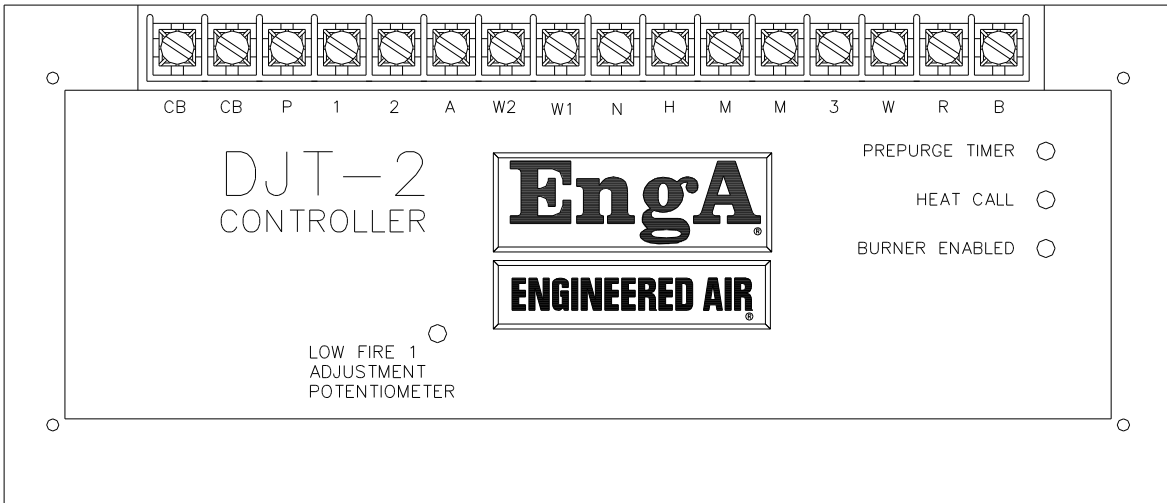 CB CB P 1 2 A W2 W1 N H M M 3 W R B
DJT-2
CONTROLLER
EngA®
ENGINEERED AIR®
PREPURGE TIMER
HEAT CALL
BURNER ENABLED
LOW FIRE 1
ADJUSTMENT
POTENTIOMETER